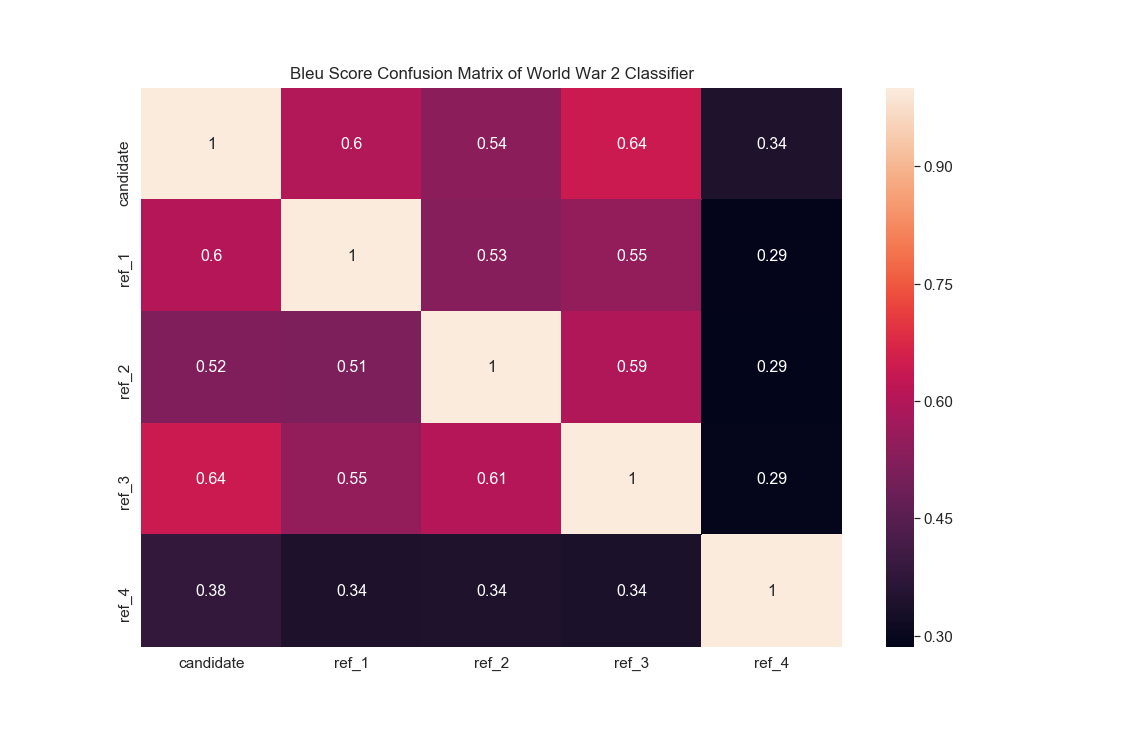 Bleu Score Confusion Matrix of World War 2 Classifier
candidate 1 0.6 0.54 0.64 0.34
ref_1 0.6 1 0.53 0.55 0.29
ref_2 0.52 0.51 1 0.59 0.29
ref_3 0.64 0.55 0.61 1 0.29
ref_4 0.38 0.34 0.34 0.34 1
candidate ref_1 ref_2 ref_3 ref_4
0.90
0.75
0.60
0.45
0.30